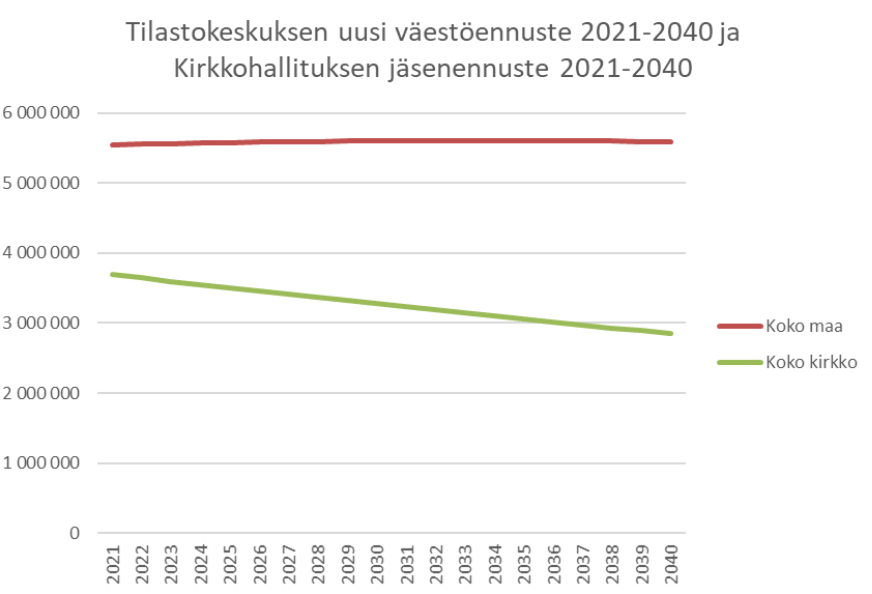 Tilastokeskuksen uusi väestöennuste 2021-2040 ja
Kirkkohallituksen jäsenennuste 2021-2040
6 000 000
5 000 000
4 000 000
3 000 000
2 000 000
1 000 000
0
2021
2022
2023
2024
2025
2026
2027
2028
2029
2030
2031
2032
2033
2034
2035
2036
2037
2038
2039
2040
Koko maa
Koko kirkko